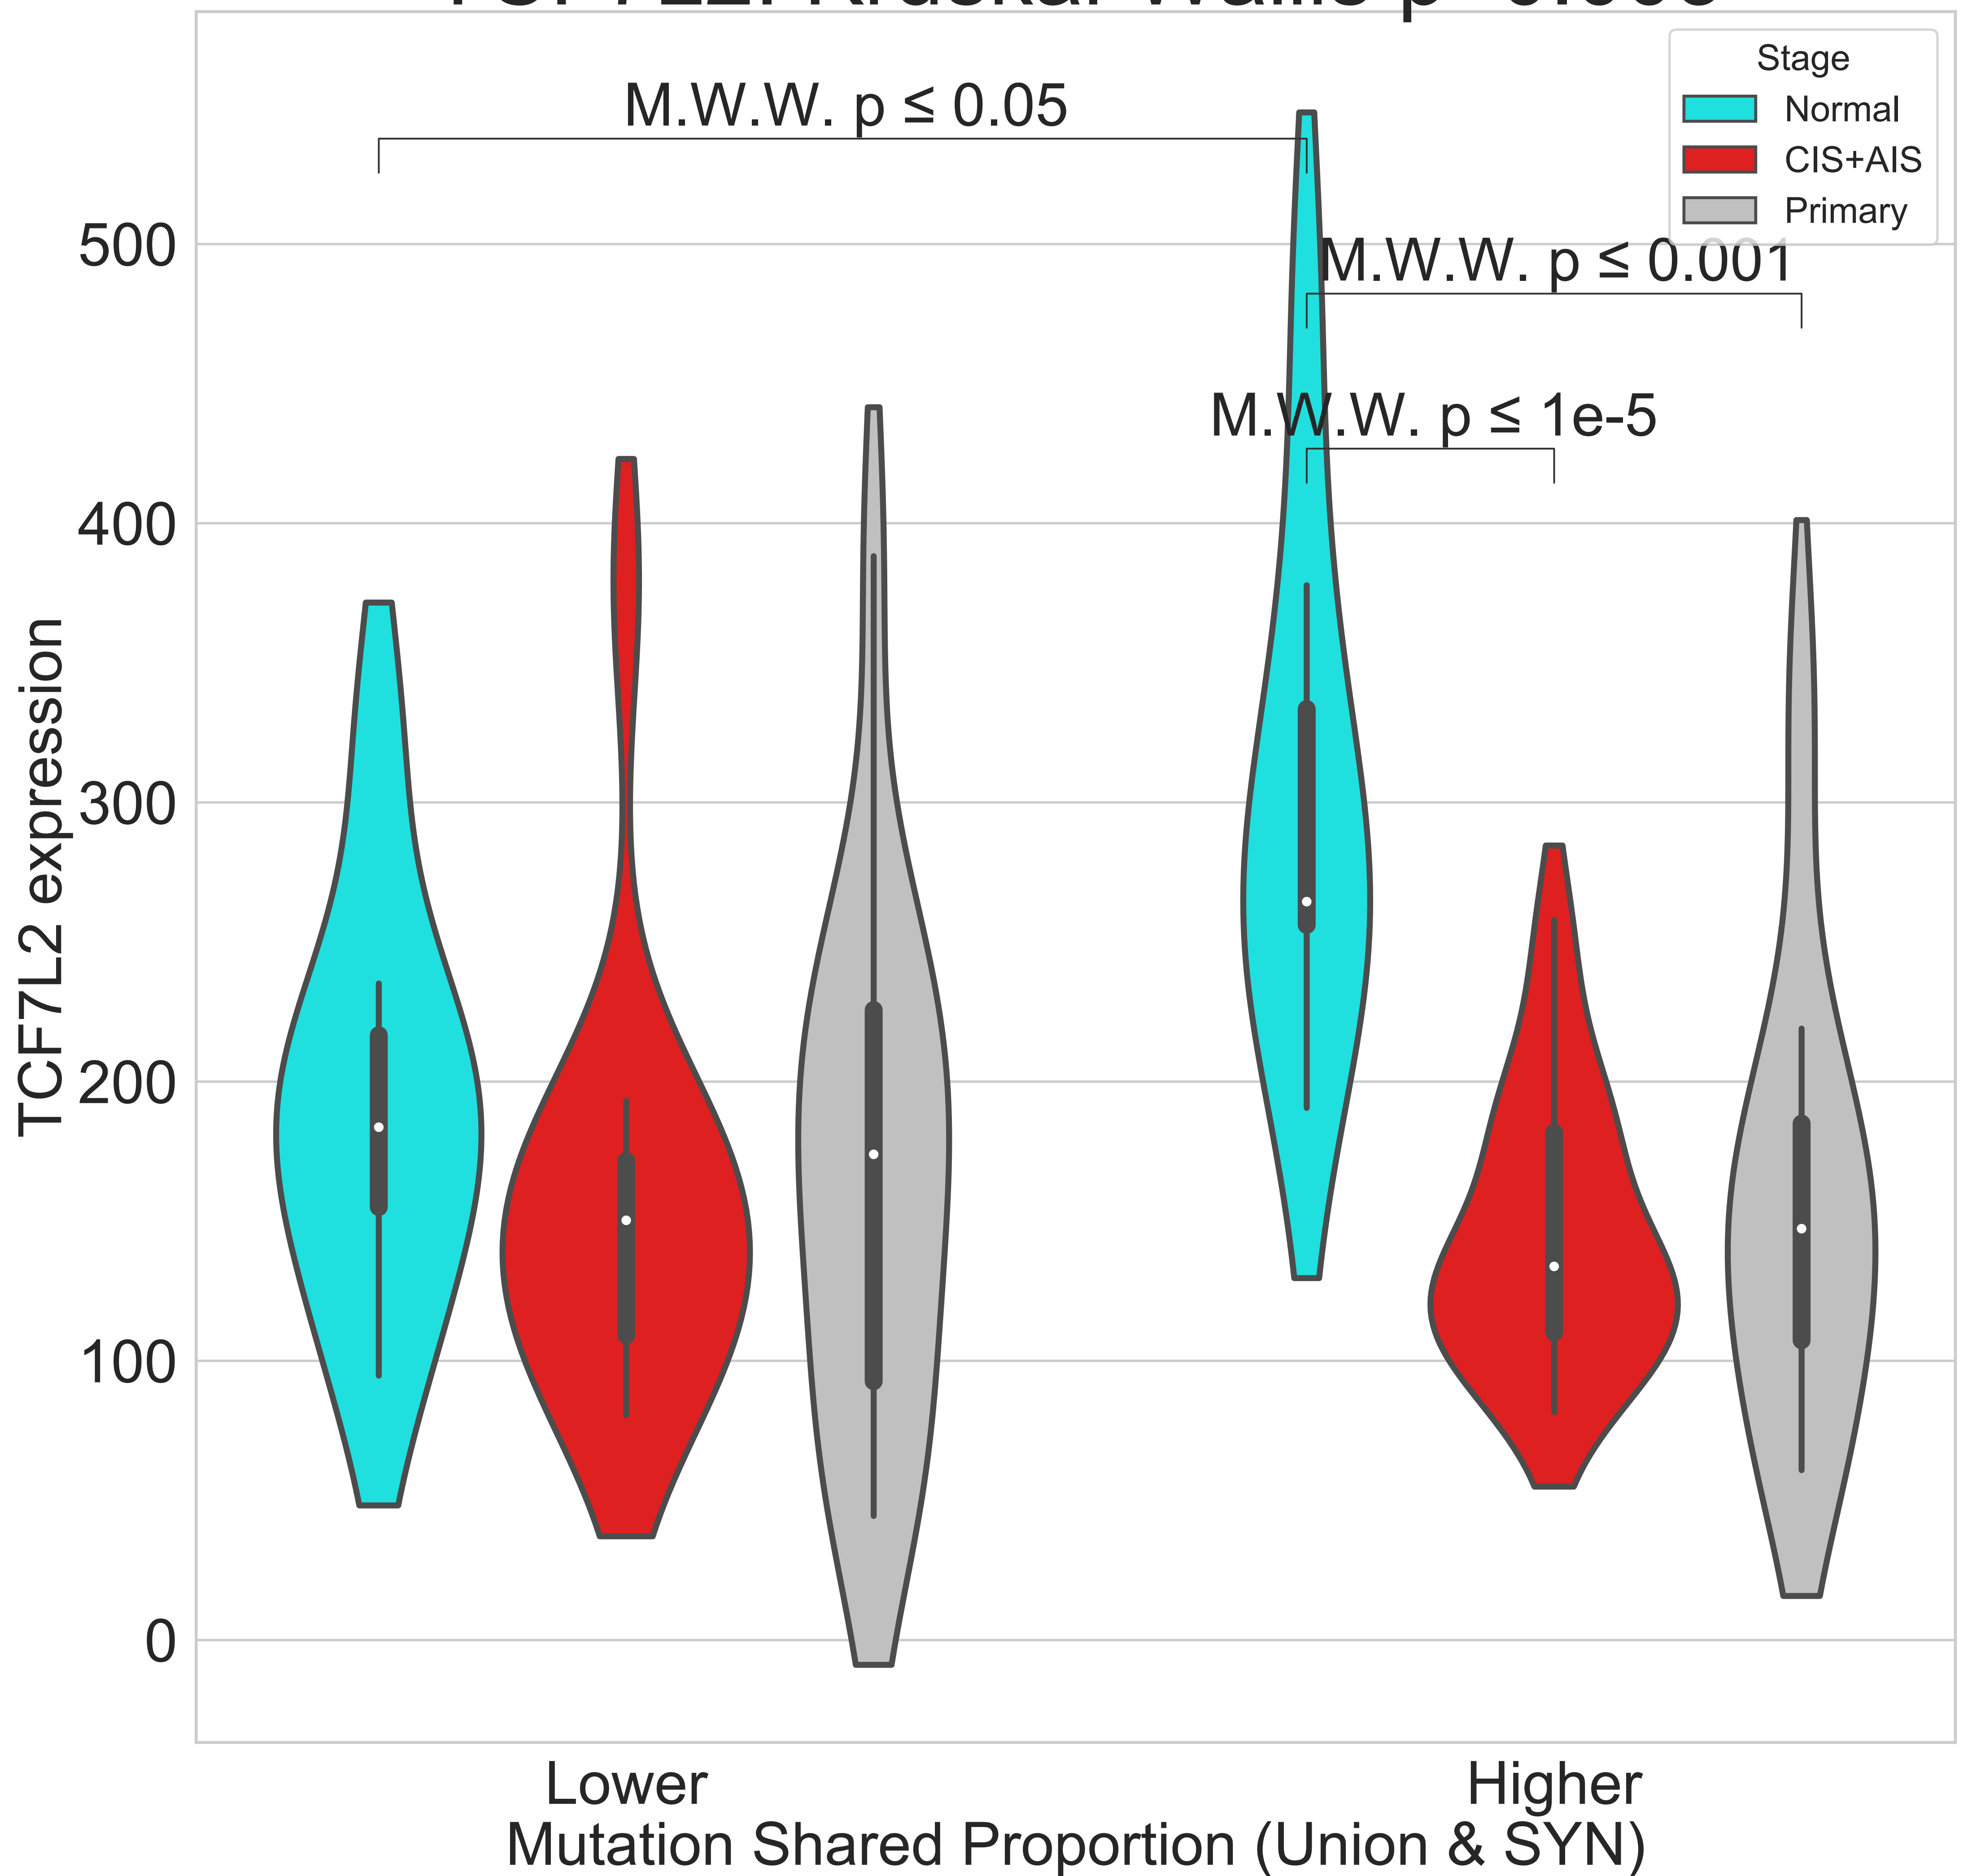 M.W.W. p ≤ 0.05
Stage
Normal
CIS+AIS
Primary
M.W.W. p ≤ 0.001
M.W.W. p ≤ 1e-5
TCF7L2 expression
500
400
300
200
100
0
Lower
Higher
Mutation Shared Proportion (Union & SYN)